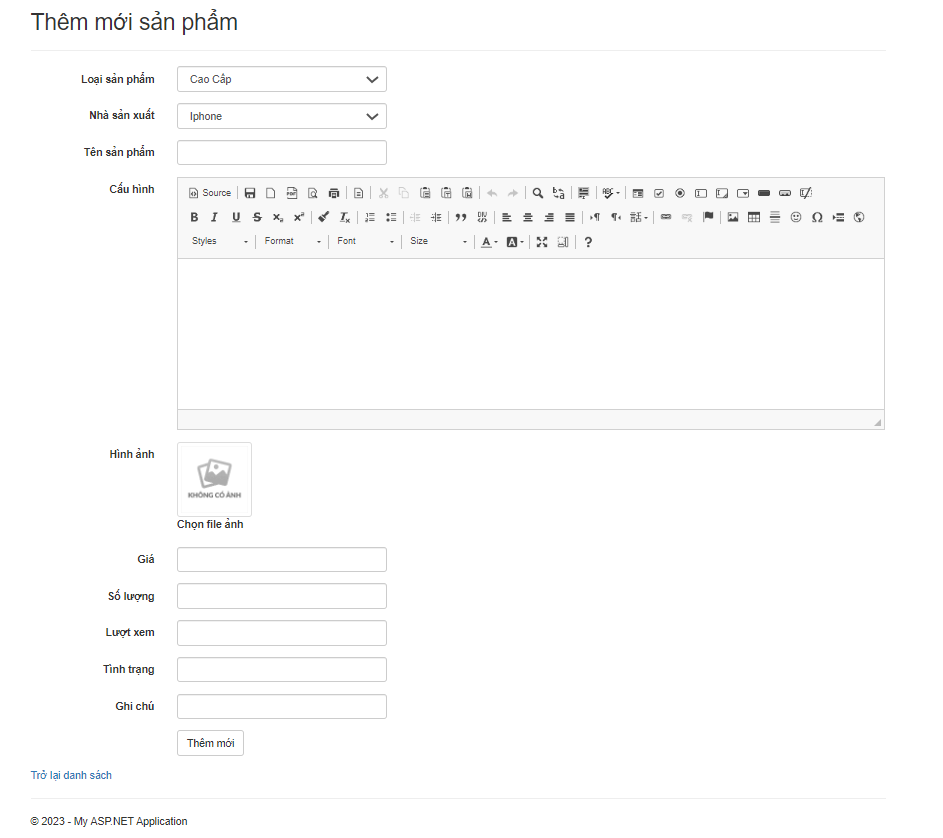 Thêm mới sản phẩm
Loại sản phẩm Cao Cấp
Nhà sản xuất Iphone
Tên sản phẩm
Cấu hình Source
Styles Format Font Size
Hình ảnh
KHÔNG CÓ ẢNH
Chọn file ảnh
Giá
Số lượng
Lượt xem
Tình trạng
Ghi chú
Thêm mới
Trở lại danh sách
© 2023 - My ASP.NET Application